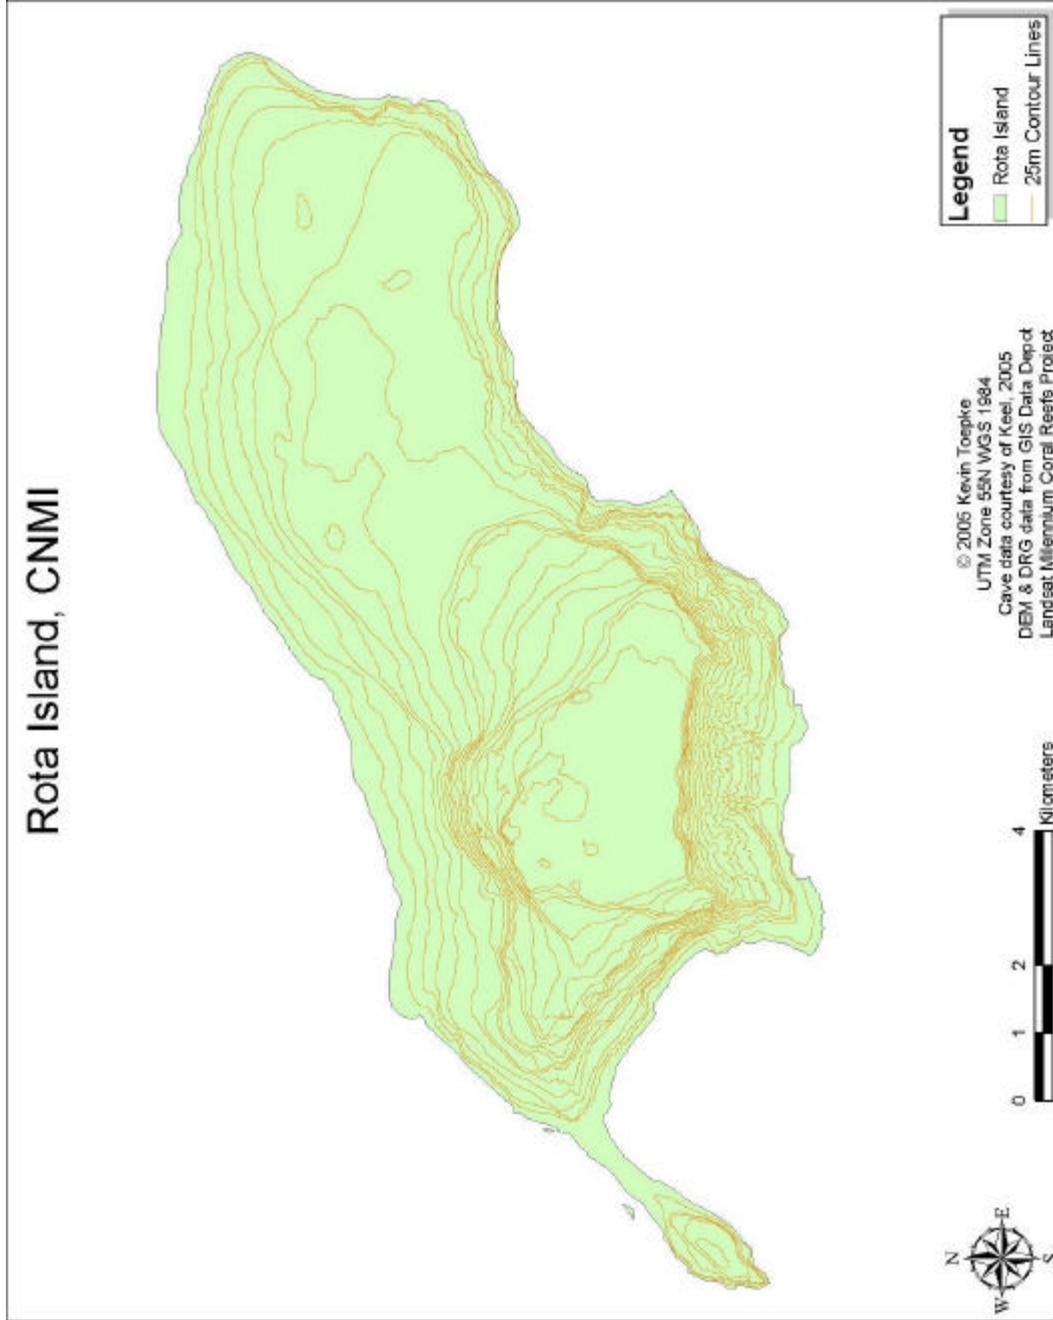 Rota Island, CNMI
N
W
E
S
0
1
2
4
Kilometers
© 2005 Kevin Toepke
UTM Zone 55N WGS 1984
Cave data courtesy of Keel, 2005
DEM & DRG data from GIS Data Depot
Landsat Millennium Coral Reefs Project
Legend
Rota Island
25m Contour Lines